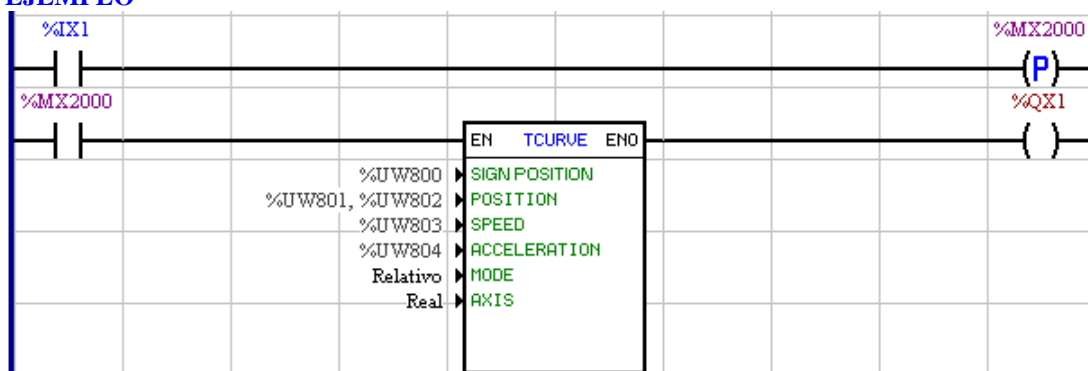 EJEMPLO
%IX1 %MX2000
P
%MX2000 %QX1
EN TCURVE ENO
%UW800 SIGN POSITION
%UW801, %UW802 POSITION
%UW803 SPEED
%UW804 ACCELERATION
Relativo MODE
Real AXIS